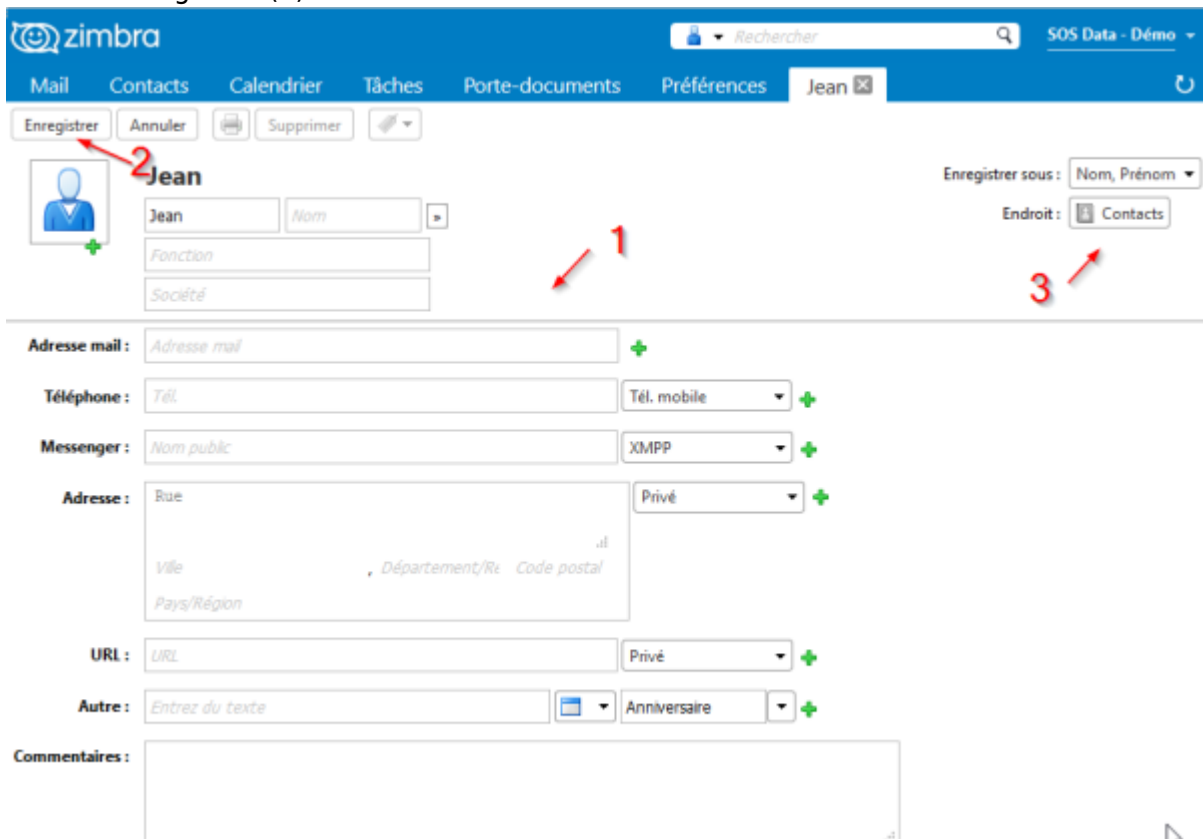 zimbra Rechercher SOS Data - Démo
Mail Contacts Calendrier Tâches Porte-documents Préférences Jean
Enregistrer Annuler Supprimer
2
Jean
Enregistrer sous : Nom, Prénom
Jean Nom »
Endroit : Contacts
1
Fonction
3
Société
Adresse mail : Adresse mail
Téléphone : Tél. Tél. mobile
Messenger : Nom public XMPP
Adresse : Rue Privé
Ville , Département/Re Code postal
Pays/Région
URL : URL Privé
Autre : Entrez du texte Anniversaire
Commentaires :